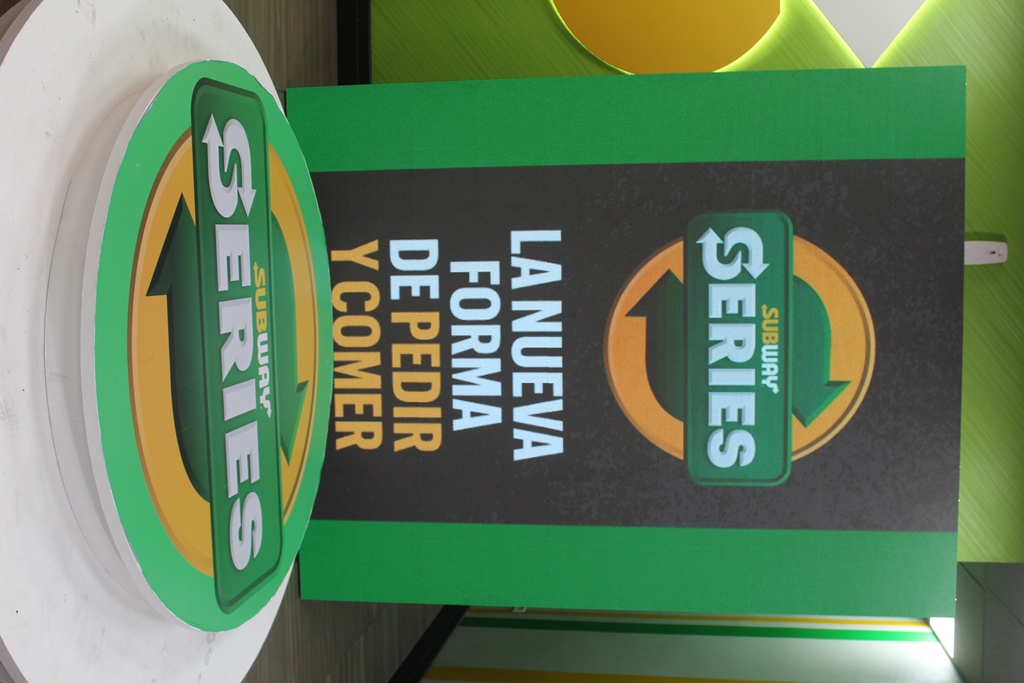 SUBWAY
SERIES
LA NUEVA
FORMA
DE PEDIR
Y COMER
SUBWAY
SERIES